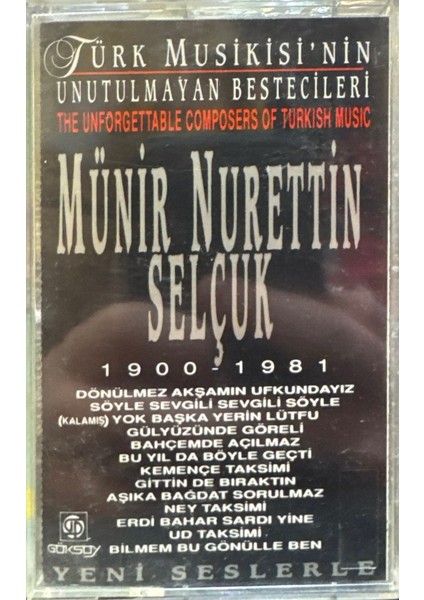 TÜRK MUSİKİSİ'NİN
UNUTULMAYAN BESTECİLERİ
THE UNFORGETTABLE COMPOSERS OF TURKISH MUSIC
MÜNİR NURETTİN
SELÇUK
1900-1981
DÖNÜLMEZ AKŞAMIN UFKUNDAYIZ
SÖYLE SEVGİLİ SEVGİLİ SÖYLE
(KALAMIŞ) YOK BAŞKA YERİN LÜTFU
GÜLYÜZÜNDE GÖRELİ
BAHÇEMDE AÇILMAZ
BU YIL DA BÖYLE GEÇTİ
KEMENÇE TAKSİMİ
GİTTİN DE BIRAKTIN
AŞIKA BAĞDAT SORULMAZ
NEY TAKSİMİ
ERDİ BAHAR SARDI YİNE
UD TAKSİMİ
GÖKSOY BİLMEM BU GÖNÜLLE BEN
YENİ SESLERLE